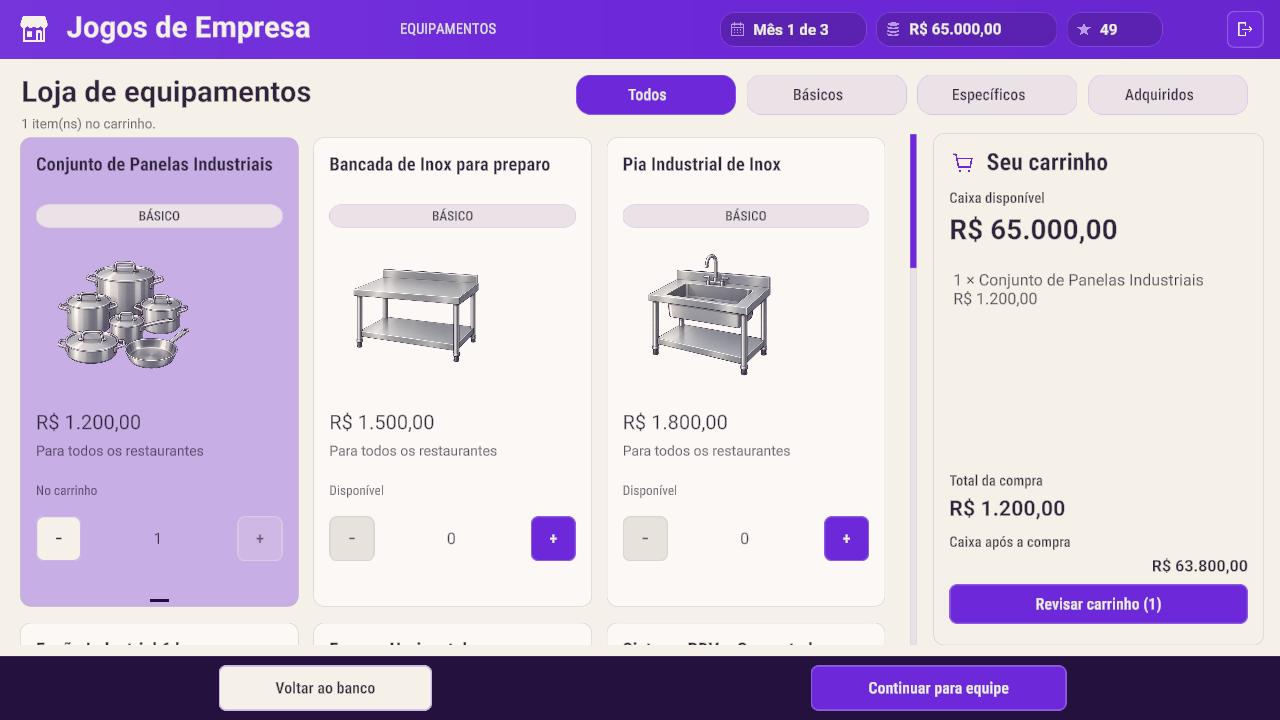 Jogos de Empresa
EQUIPAMENTOS
Mês 1 de 3
R$ 65.000,00
49
Loja de equipamentos
1 item(ns) no carrinho.
Todos
Básicos
Específicos
Adquiridos
Conjunto de Panelas Industriais
BÁSICO
R$ 1.200,00
Para todos os restaurantes
No carrinho
-
1
+
Bancada de Inox para preparo
BÁSICO
R$ 1.500,00
Para todos os restaurantes
Disponível
-
0
+
Pia Industrial de Inox
BÁSICO
R$ 1.800,00
Para todos os restaurantes
Disponível
-
0
+
Seu carrinho
Caixa disponível
R$ 65.000,00
1 × Conjunto de Panelas Industriais
R$ 1.200,00
Total da compra
R$ 1.200,00
Caixa após a compra
R$ 63.800,00
Revisar carrinho (1)
Voltar ao banco
Continuar para equipe